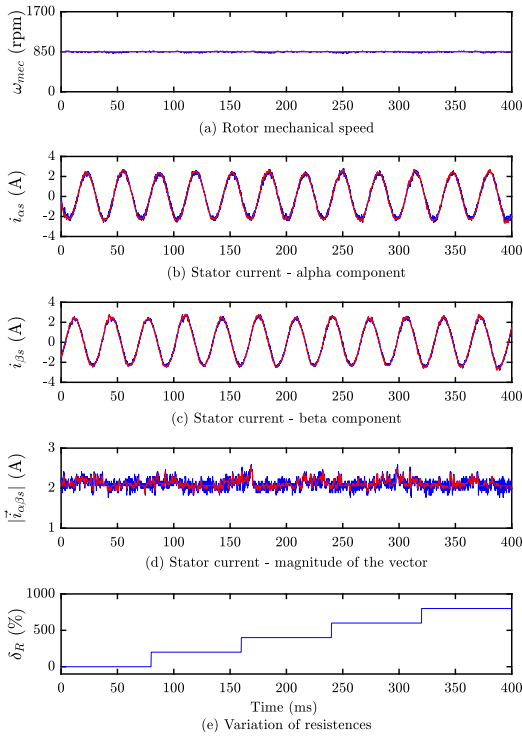 1700
850
0
ω_mec (rpm)
0 50 100 150 200 250 300 350 400
(a) Rotor mechanical speed
4
2
0
−2
−4
i_αs (A)
0 50 100 150 200 250 300 350 400
(b) Stator current - alpha component
4
2
0
−2
−4
i_βs (A)
0 50 100 150 200 250 300 350 400
(c) Stator current - beta component
3
2
1
|i⃗_αβs| (A)
0 50 100 150 200 250 300 350 400
(d) Stator current - magnitude of the vector
1000
500
0
δ_R (%)
0 50 100 150 200 250 300 350 400
Time (ms)
(e) Variation of resistences